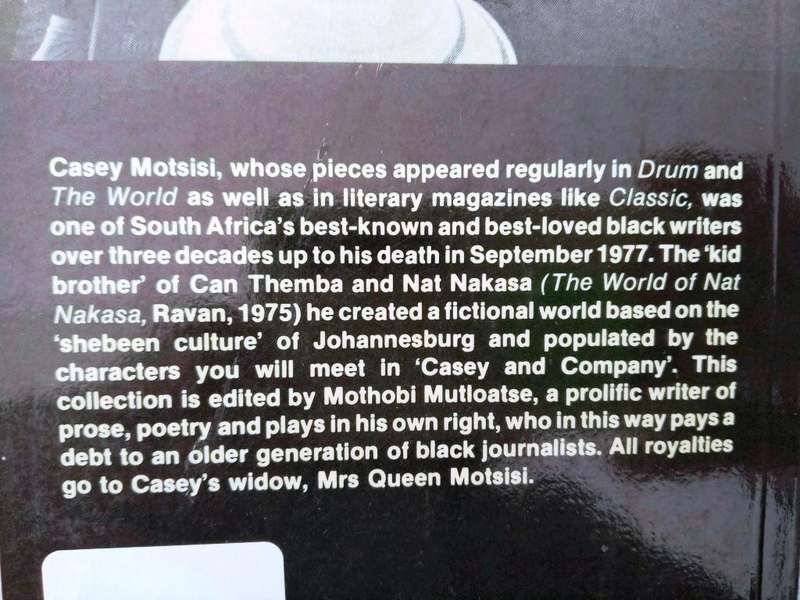 Casey Motsisi, whose pieces appeared regularly in Drum and
The World as well as in literary magazines like Classic, was
one of South Africa's best-known and best-loved black writers
over three decades up to his death in September 1977. The 'kid
brother' of Can Themba and Nat Nakasa (The World of Nat
Nakasa, Ravan, 1975) he created a fictional world based on the
'shebeen culture' of Johannesburg and populated by the
characters you will meet in 'Casey and Company'. This
collection is edited by Mothobi Mutloatse, a prolific writer of
prose, poetry and plays in his own right, who in this way pays a
debt to an older generation of black journalists. All royalties
go to Casey's widow, Mrs Queen Motsisi.